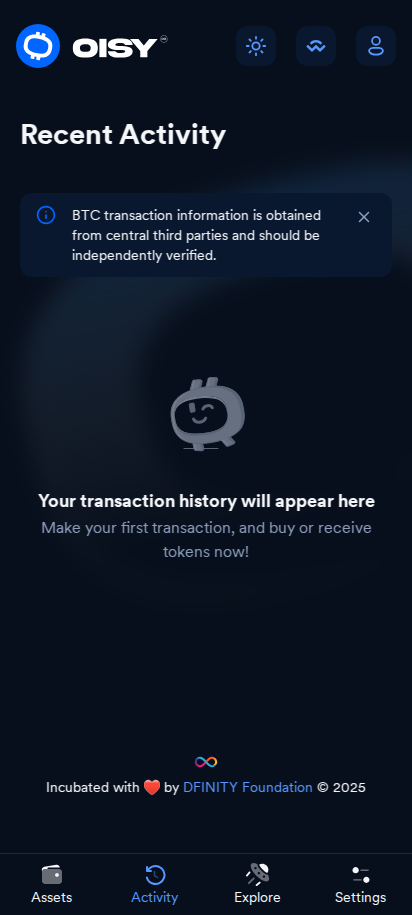 OISY
Recent Activity
BTC transaction information is obtained
from central third parties and should be
independently verified.
Your transaction history will appear here
Make your first transaction, and buy or receive
tokens now!
Incubated with ❤️ by DFINITY Foundation © 2025
Assets
Activity
Explore
Settings